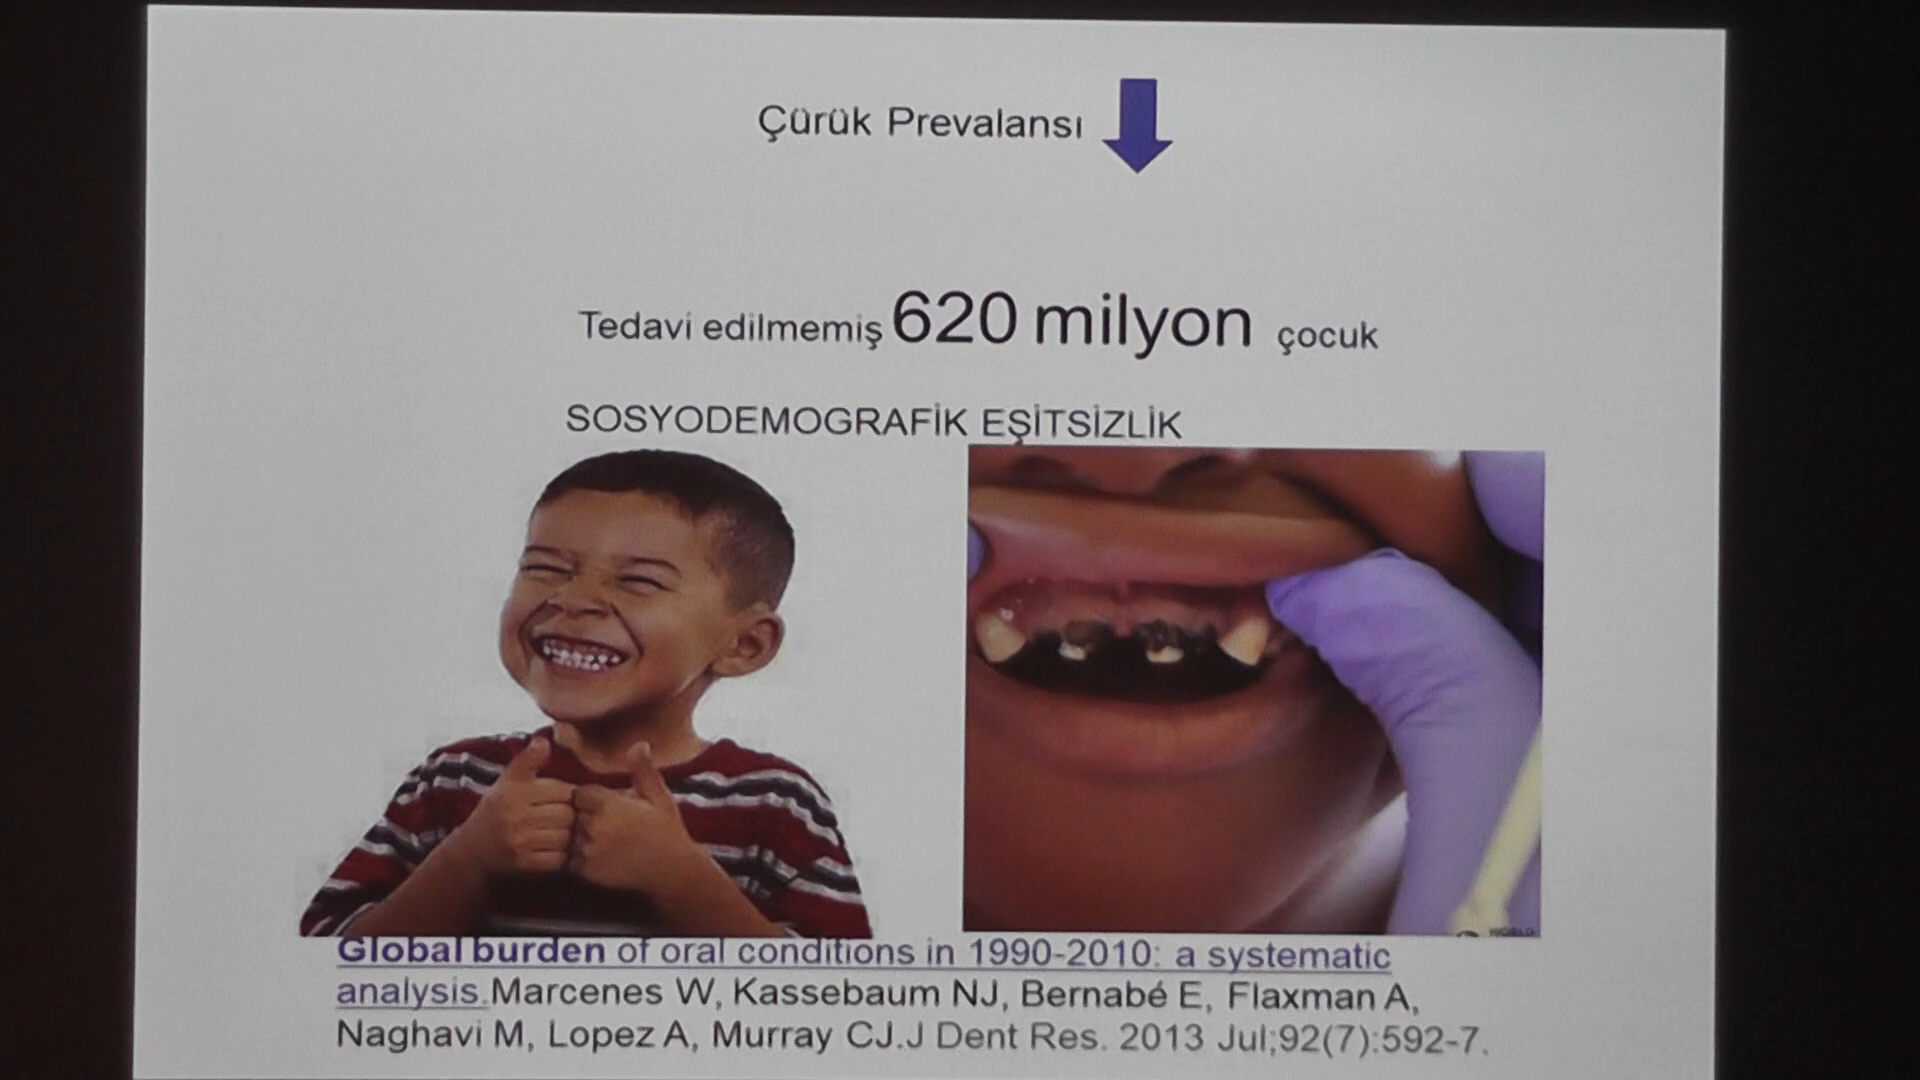 Çürük Prevalansı
Tedavi edilmemiş 620 milyon çocuk
SOSYODEMOGRAFİK EŞİTSİZLİK
WORLD
Global burden of oral conditions in 1990-2010: a systematic
analysis.Marcenes W, Kassebaum NJ, Bernabé E, Flaxman A,
Naghavi M, Lopez A, Murray CJ.J Dent Res. 2013 Jul;92(7):592-7.